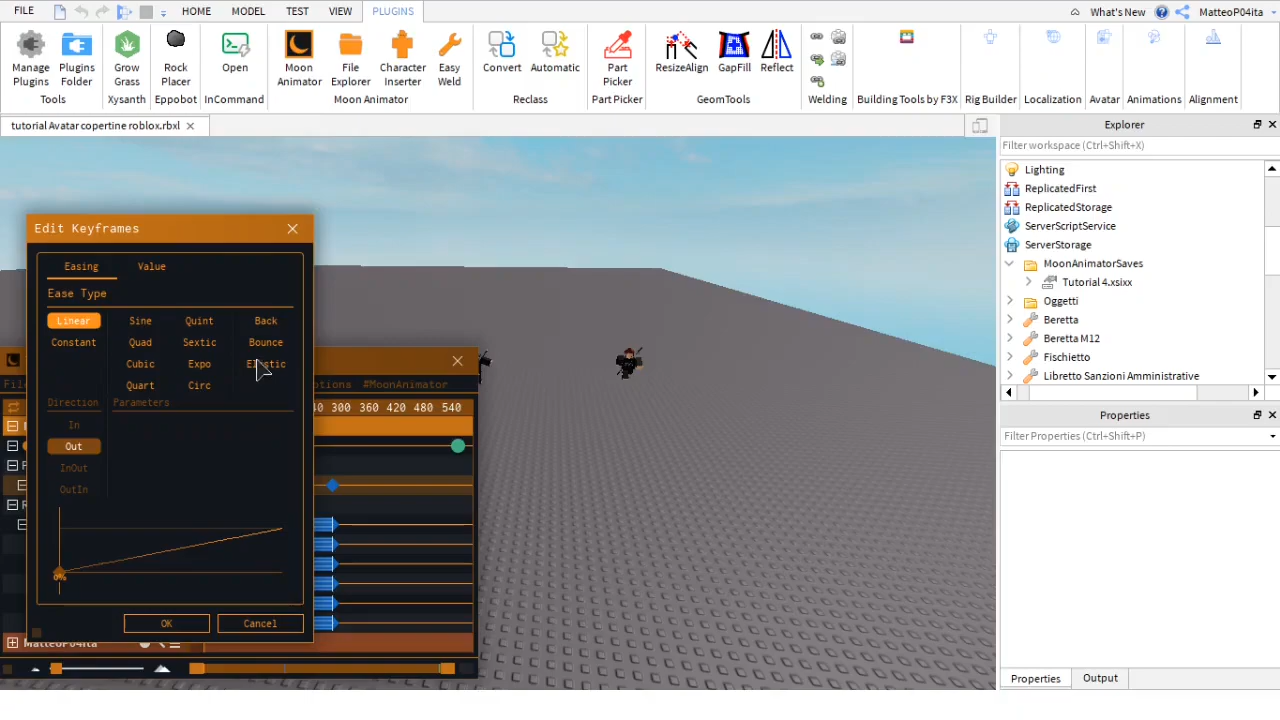 FILE HOME MODEL TEST VIEW PLUGINS What's New MatteoP04ita
Manage Plugins
Plugins Folder
Grow Grass
Rock Placer
Open
Moon Animator
File Explorer
Character Inserter
Easy Weld
Convert
Automatic
Part Picker
ResizeAlign
GapFill
Reflect
Tools Xysanth Eppobot InCommand Moon Animator Reclass Part Picker GeomTools Welding Building Tools by F3X Rig Builder Localization Avatar Animations Alignment
tutorial Avatar copertine roblox.rbxl
Explorer
Filter workspace (Ctrl+Shift+X)
Lighting
ReplicatedFirst
ReplicatedStorage
ServerScriptService
ServerStorage
MoonAnimatorSaves
Tutorial 4.xsixx
Oggetti
Beretta
Beretta M12
Fischietto
Libretto Sanzioni Amministrative
Properties
Filter Properties (Ctrl+Shift+P)
Properties Output
Edit Keyframes
Easing Value
Ease Type
Linear Sine Quint Back
Constant Quad Sextic Bounce
Cubic Expo Elastic
Quart Circ
Direction Parameters
In
Out
InOut
OutIn
0%
OK Cancel
#MoonAnimator
300 360 420 480 540
MatteoP04ita